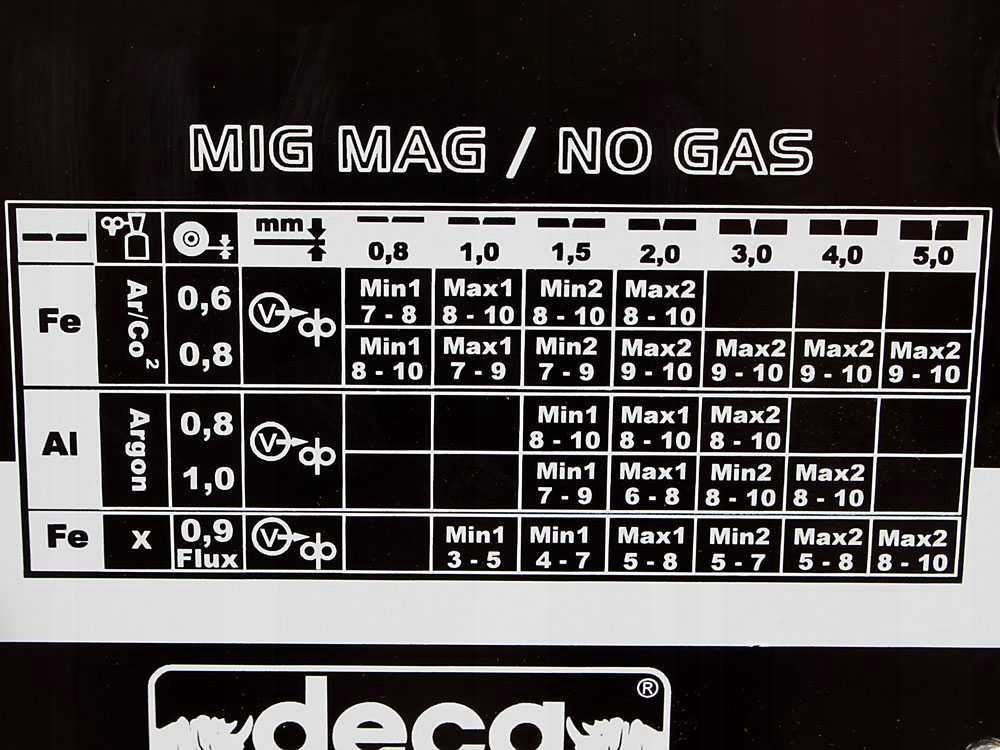 MIG MAG / NO GAS
mm
0,8 1,0 1,5 2,0 3,0 4,0 5,0
Fe Ar/Co2 0,6 V Min1 Max1 Min2 Max2
7 - 8 8 - 10 8 - 10 8 - 10
0,8 Min1 Max1 Min2 Max2 Max2 Max2 Max2
8 - 10 7 - 9 7 - 9 9 - 10 9 - 10 9 - 10 9 - 10
Al Argon 0,8 V Min1 Max1 Max2
8 - 10 8 - 10 8 - 10
1,0 Min1 Max1 Min2 Max2
7 - 9 6 - 8 8 - 10 8 - 10
Fe X 0,9 V Min1 Min1 Max1 Min2 Max2 Max2
Flux 3 - 5 4 - 7 5 - 8 5 - 7 5 - 8 8 - 10
deca ®